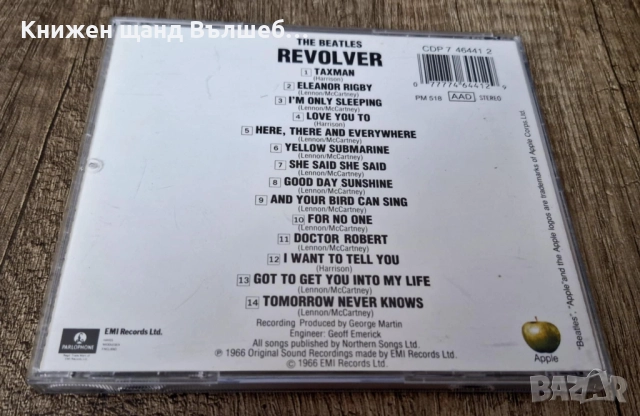 Книжен щанд Вълшеб...
THE BEATLES
REVOLVER
1 TAXMAN
(Harrison)
2 ELEANOR RIGBY
(Lennon/McCartney)
3 I'M ONLY SLEEPING
(Lennon/McCartney)
4 LOVE YOU TO
(Harrison)
5 HERE, THERE AND EVERYWHERE
(Lennon/McCartney)
6 YELLOW SUBMARINE
(Lennon/McCartney)
7 SHE SAID SHE SAID
(Lennon/McCartney)
8 GOOD DAY SUNSHINE
(Lennon/McCartney)
9 AND YOUR BIRD CAN SING
(Lennon/McCartney)
10 FOR NO ONE
(Lennon/McCartney)
11 DOCTOR ROBERT
(Lennon/McCartney)
12 I WANT TO TELL YOU
(Harrison)
13 GOT TO GET YOU INTO MY LIFE
(Lennon/McCartney)
14 TOMORROW NEVER KNOWS
(Lennon/McCartney)
Recording Produced by George Martin
Engineer: Geoff Emerick
All songs published by Northern Songs Ltd.
℗ 1966 Original Sound Recordings made by EMI Records Ltd.
© 1966 EMI Records Ltd.
CDP 7 46441 2
0 77774 64412 9
PM 518 AAD STEREO
"Beatles", "Apple" and the Apple logos are trademarks of Apple Corps Ltd
Apple
PARLOPHONE
EMI Records Ltd.
bazar.bg